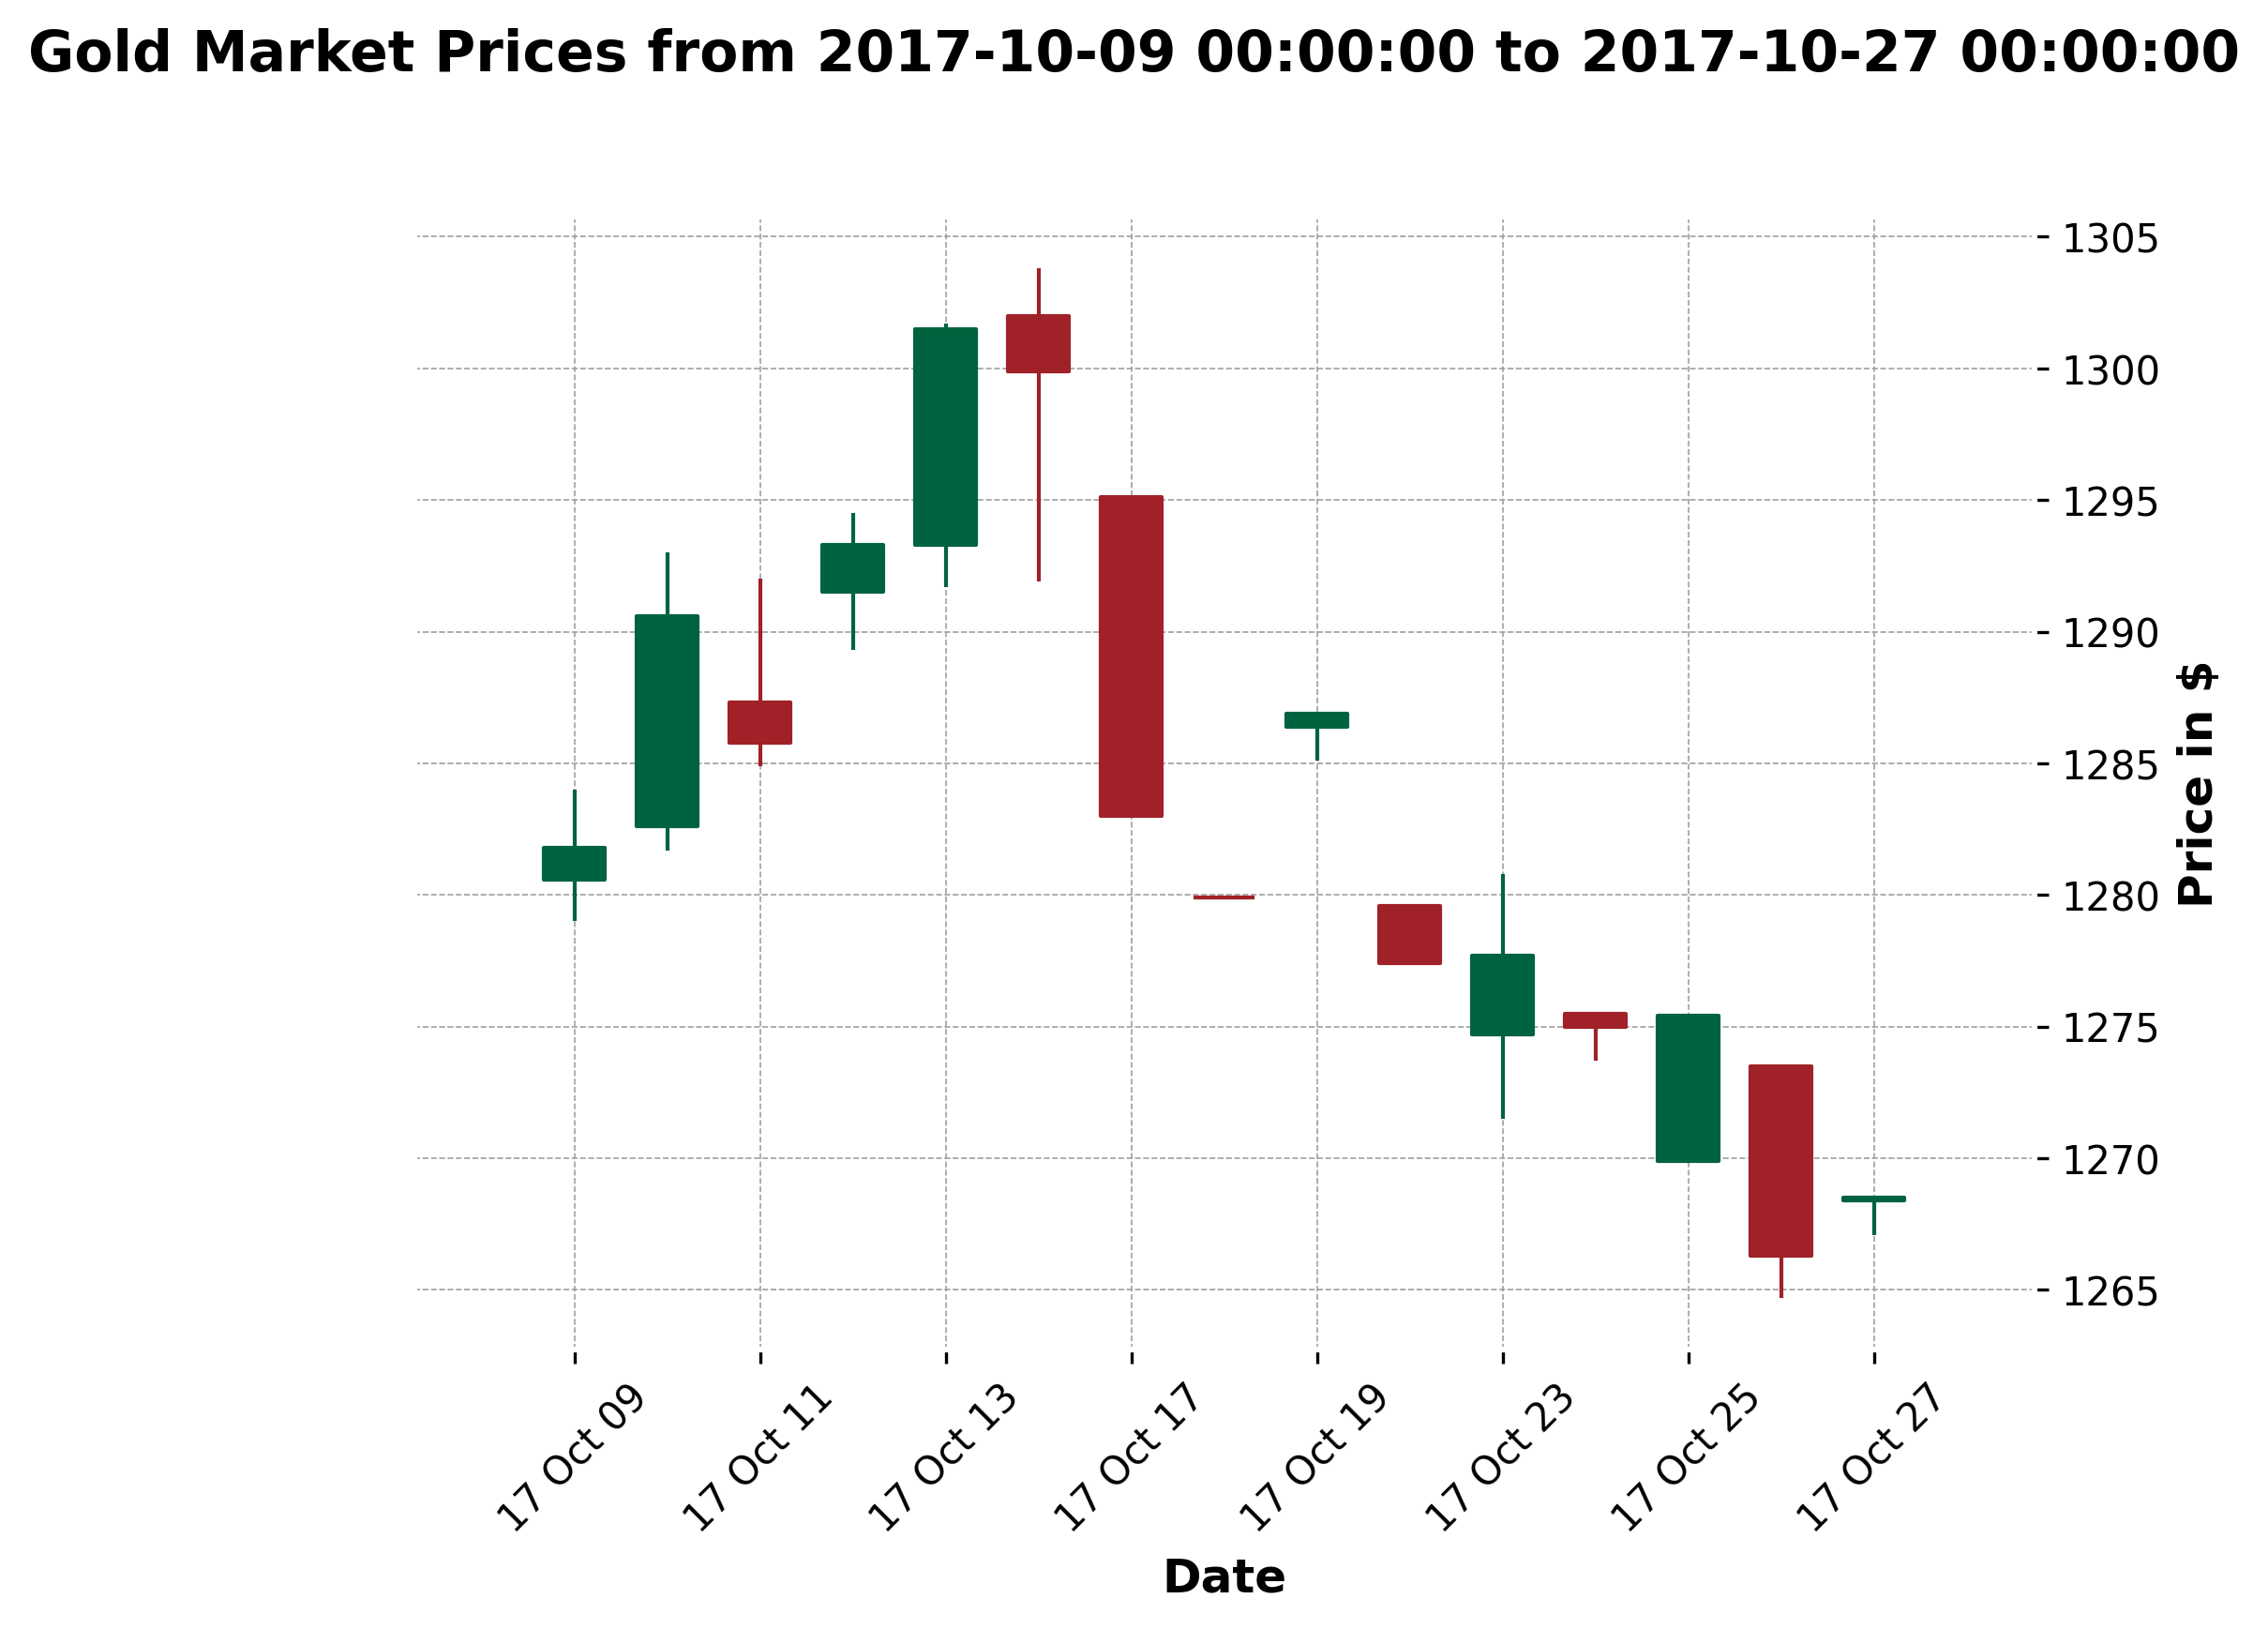 Gold Market Prices from 2017-10-09 00:00:00 to 2017-10-27 00:00:00
1305
1300
1295
1290
1285
1280
1275
1270
1265
Price in $
17 Oct 09
17 Oct 11
17 Oct 13
17 Oct 17
17 Oct 19
17 Oct 23
17 Oct 25
17 Oct 27
Date